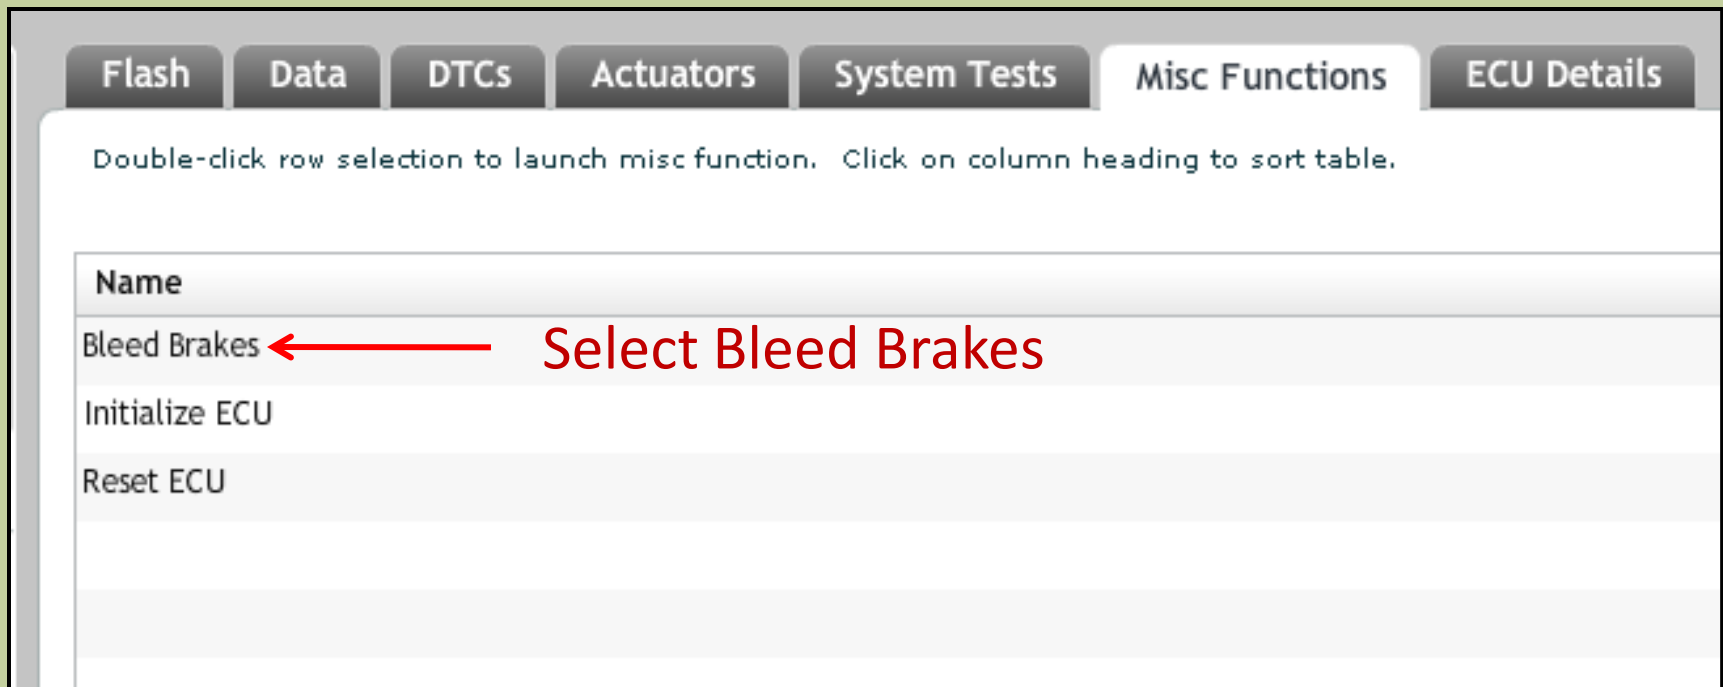 Flash Data DTCs Actuators System Tests Misc Functions ECU Details
Double-click row selection to launch misc function. Click on column heading to sort table.
Name
Bleed Brakes Select Bleed Brakes
Initialize ECU
Reset ECU